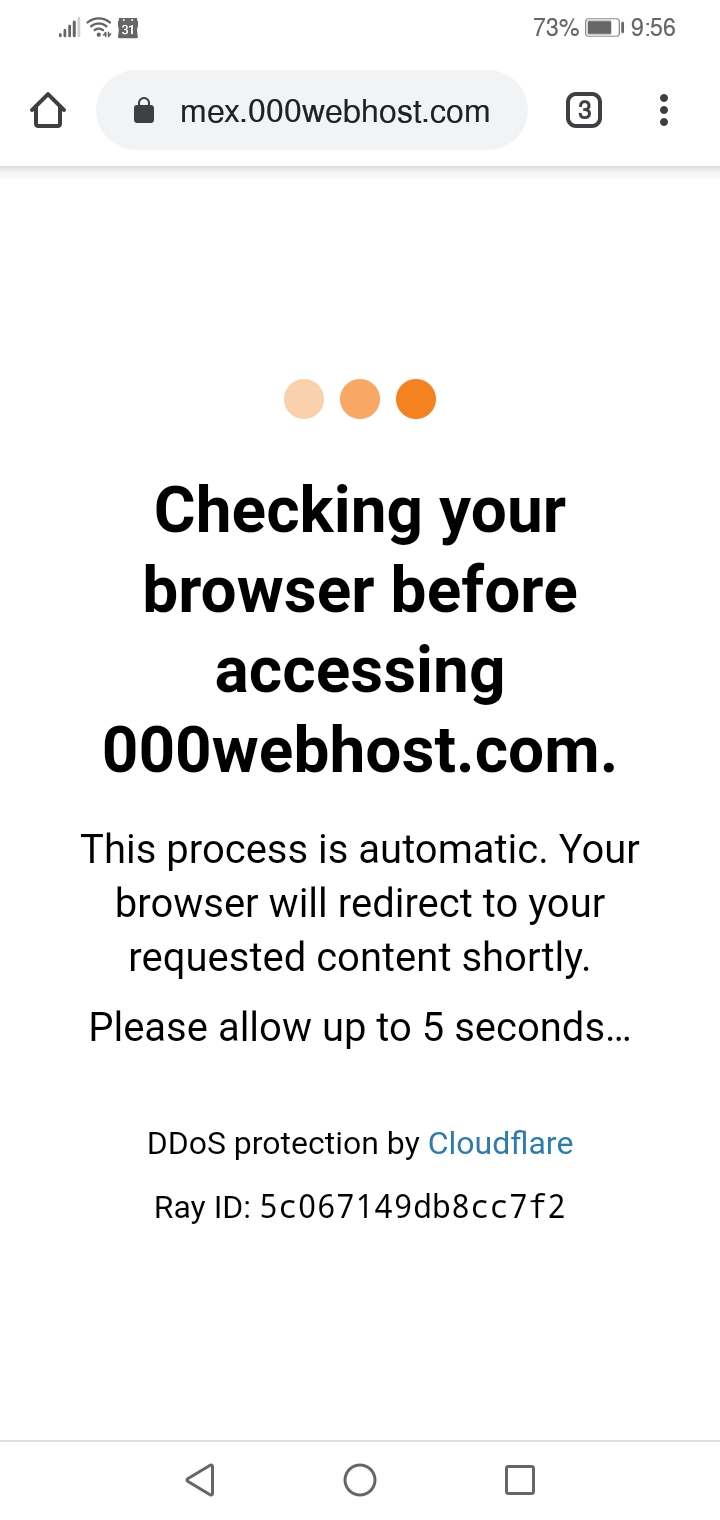 31
73%
9:56
mex.000webhost.com
3
Checking your
browser before
accessing
000webhost.com.
This process is automatic. Your
browser will redirect to your
requested content shortly.
Please allow up to 5 seconds…
DDoS protection by Cloudflare
Ray ID: 5c067149db8cc7f2